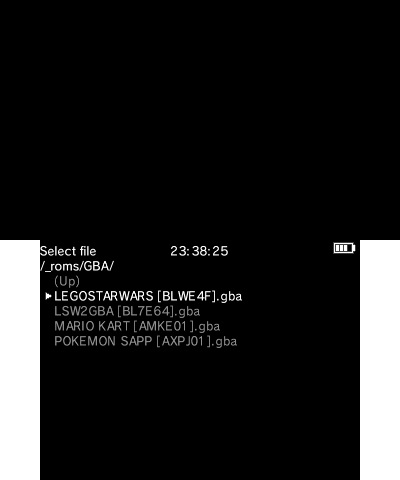 Select file 23:38:25
/_roms/GBA/
(Up)
▶LEGOSTARWARS [BLWE4F].gba
LSW2GBA [BL7E64].gba
MARIO KART [AMKE01].gba
POKEMON SAPP [AXPJ01].gba